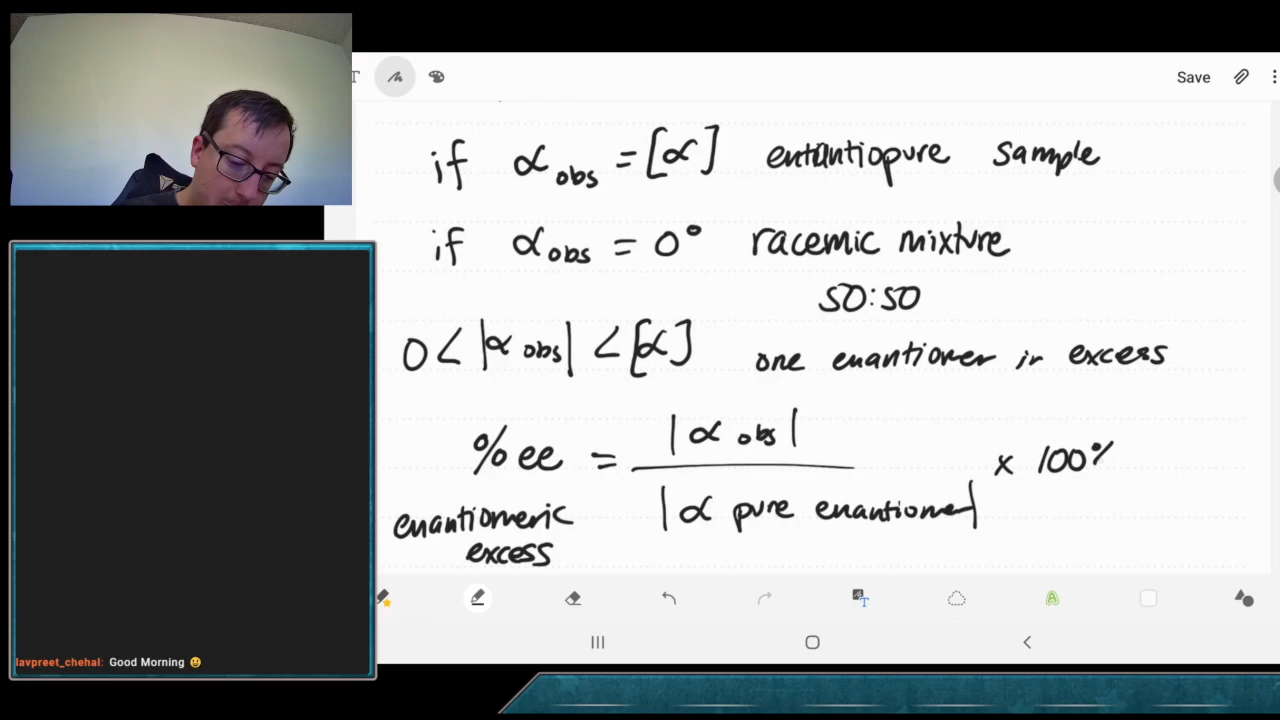 T
Save
if α obs = [α] entantiopure sample
if α obs = 0° racemic mixture
50:50
0 < |α obs| < [α] one enantiomer in excess
%ee = |α obs| / |α pure enantiomer| x 100%
enantiomeric
excess
lavpreet_chehal: Good Morning 😃